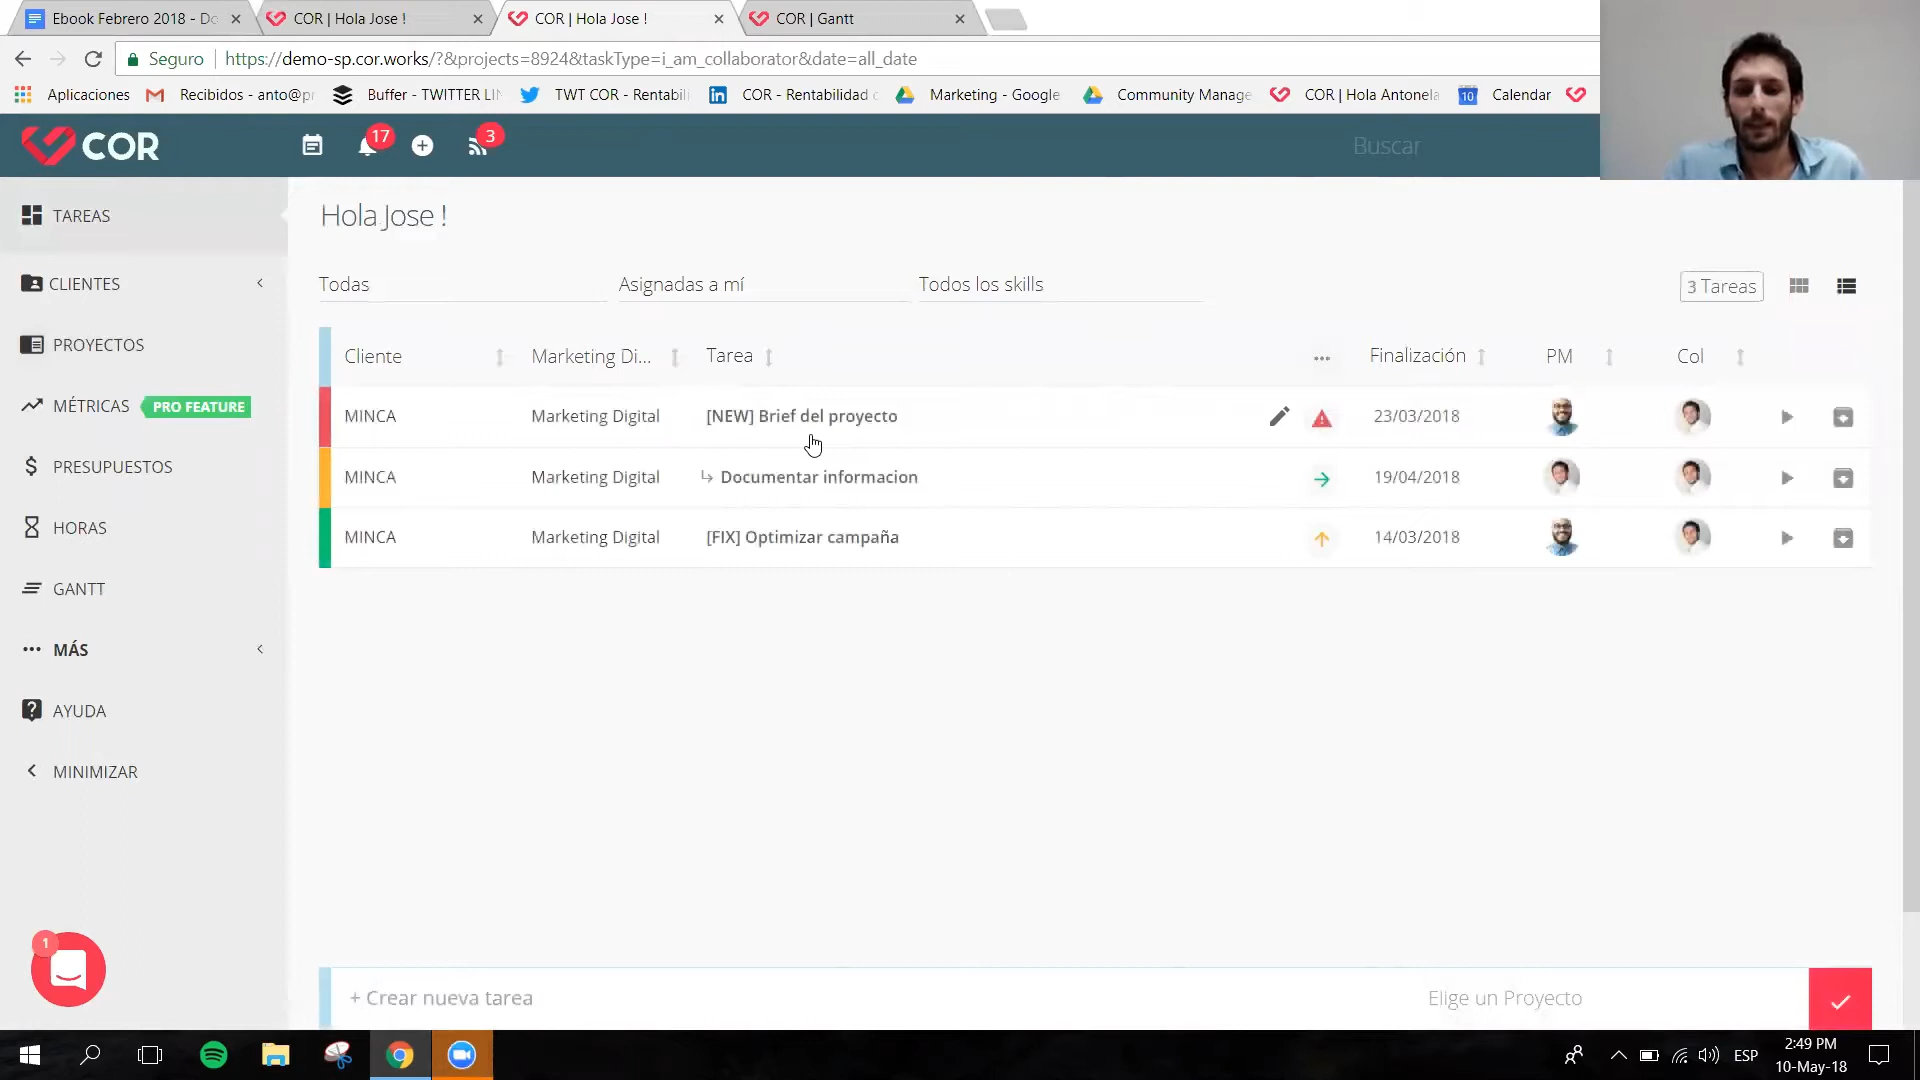 Ebook Febrero 2018 - Do
COR | Hola Jose !
COR | Hola Jose !
COR | Gantt
Seguro
https://demo-sp.cor.works/?&projects=8924&taskType=i_am_collaborator&date=all_date
Aplicaciones
Recibidos - anto@pr
Buffer - TWITTER LIN
TWT COR - Rentabili
COR - Rentabilidad
Marketing - Google
Community Manage
COR | Hola Antonela
10
Calendar
COR
17
3
Buscar
TAREAS
CLIENTES
PROYECTOS
MÉTRICAS
PRO FEATURE
PRESUPUESTOS
HORAS
GANTT
MÁS
AYUDA
MINIMIZAR
1
Hola Jose !
Todas
Asignadas a mí
Todos los skills
3 Tareas
Cliente
Marketing Di...
Tarea
...
Finalización
PM
Col
MINCA
Marketing Digital
[NEW] Brief del proyecto
23/03/2018
MINCA
Marketing Digital
Documentar informacion
19/04/2018
MINCA
Marketing Digital
[FIX] Optimizar campaña
14/03/2018
+ Crear nueva tarea
Elige un Proyecto
ESP
2:49 PM
10-May-18